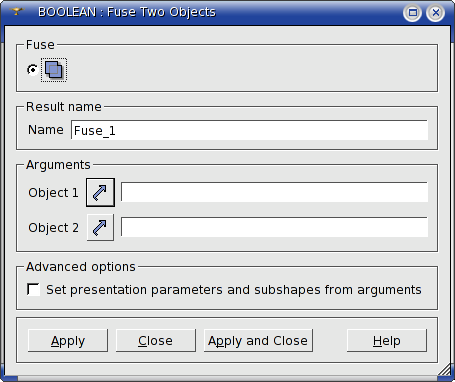 BOOLEAN : Fuse Two Objects
Fuse
Result name
Name Fuse_1
Arguments
Object 1
Object 2
Advanced options
Set presentation parameters and subshapes from arguments
Apply Close Apply and Close Help